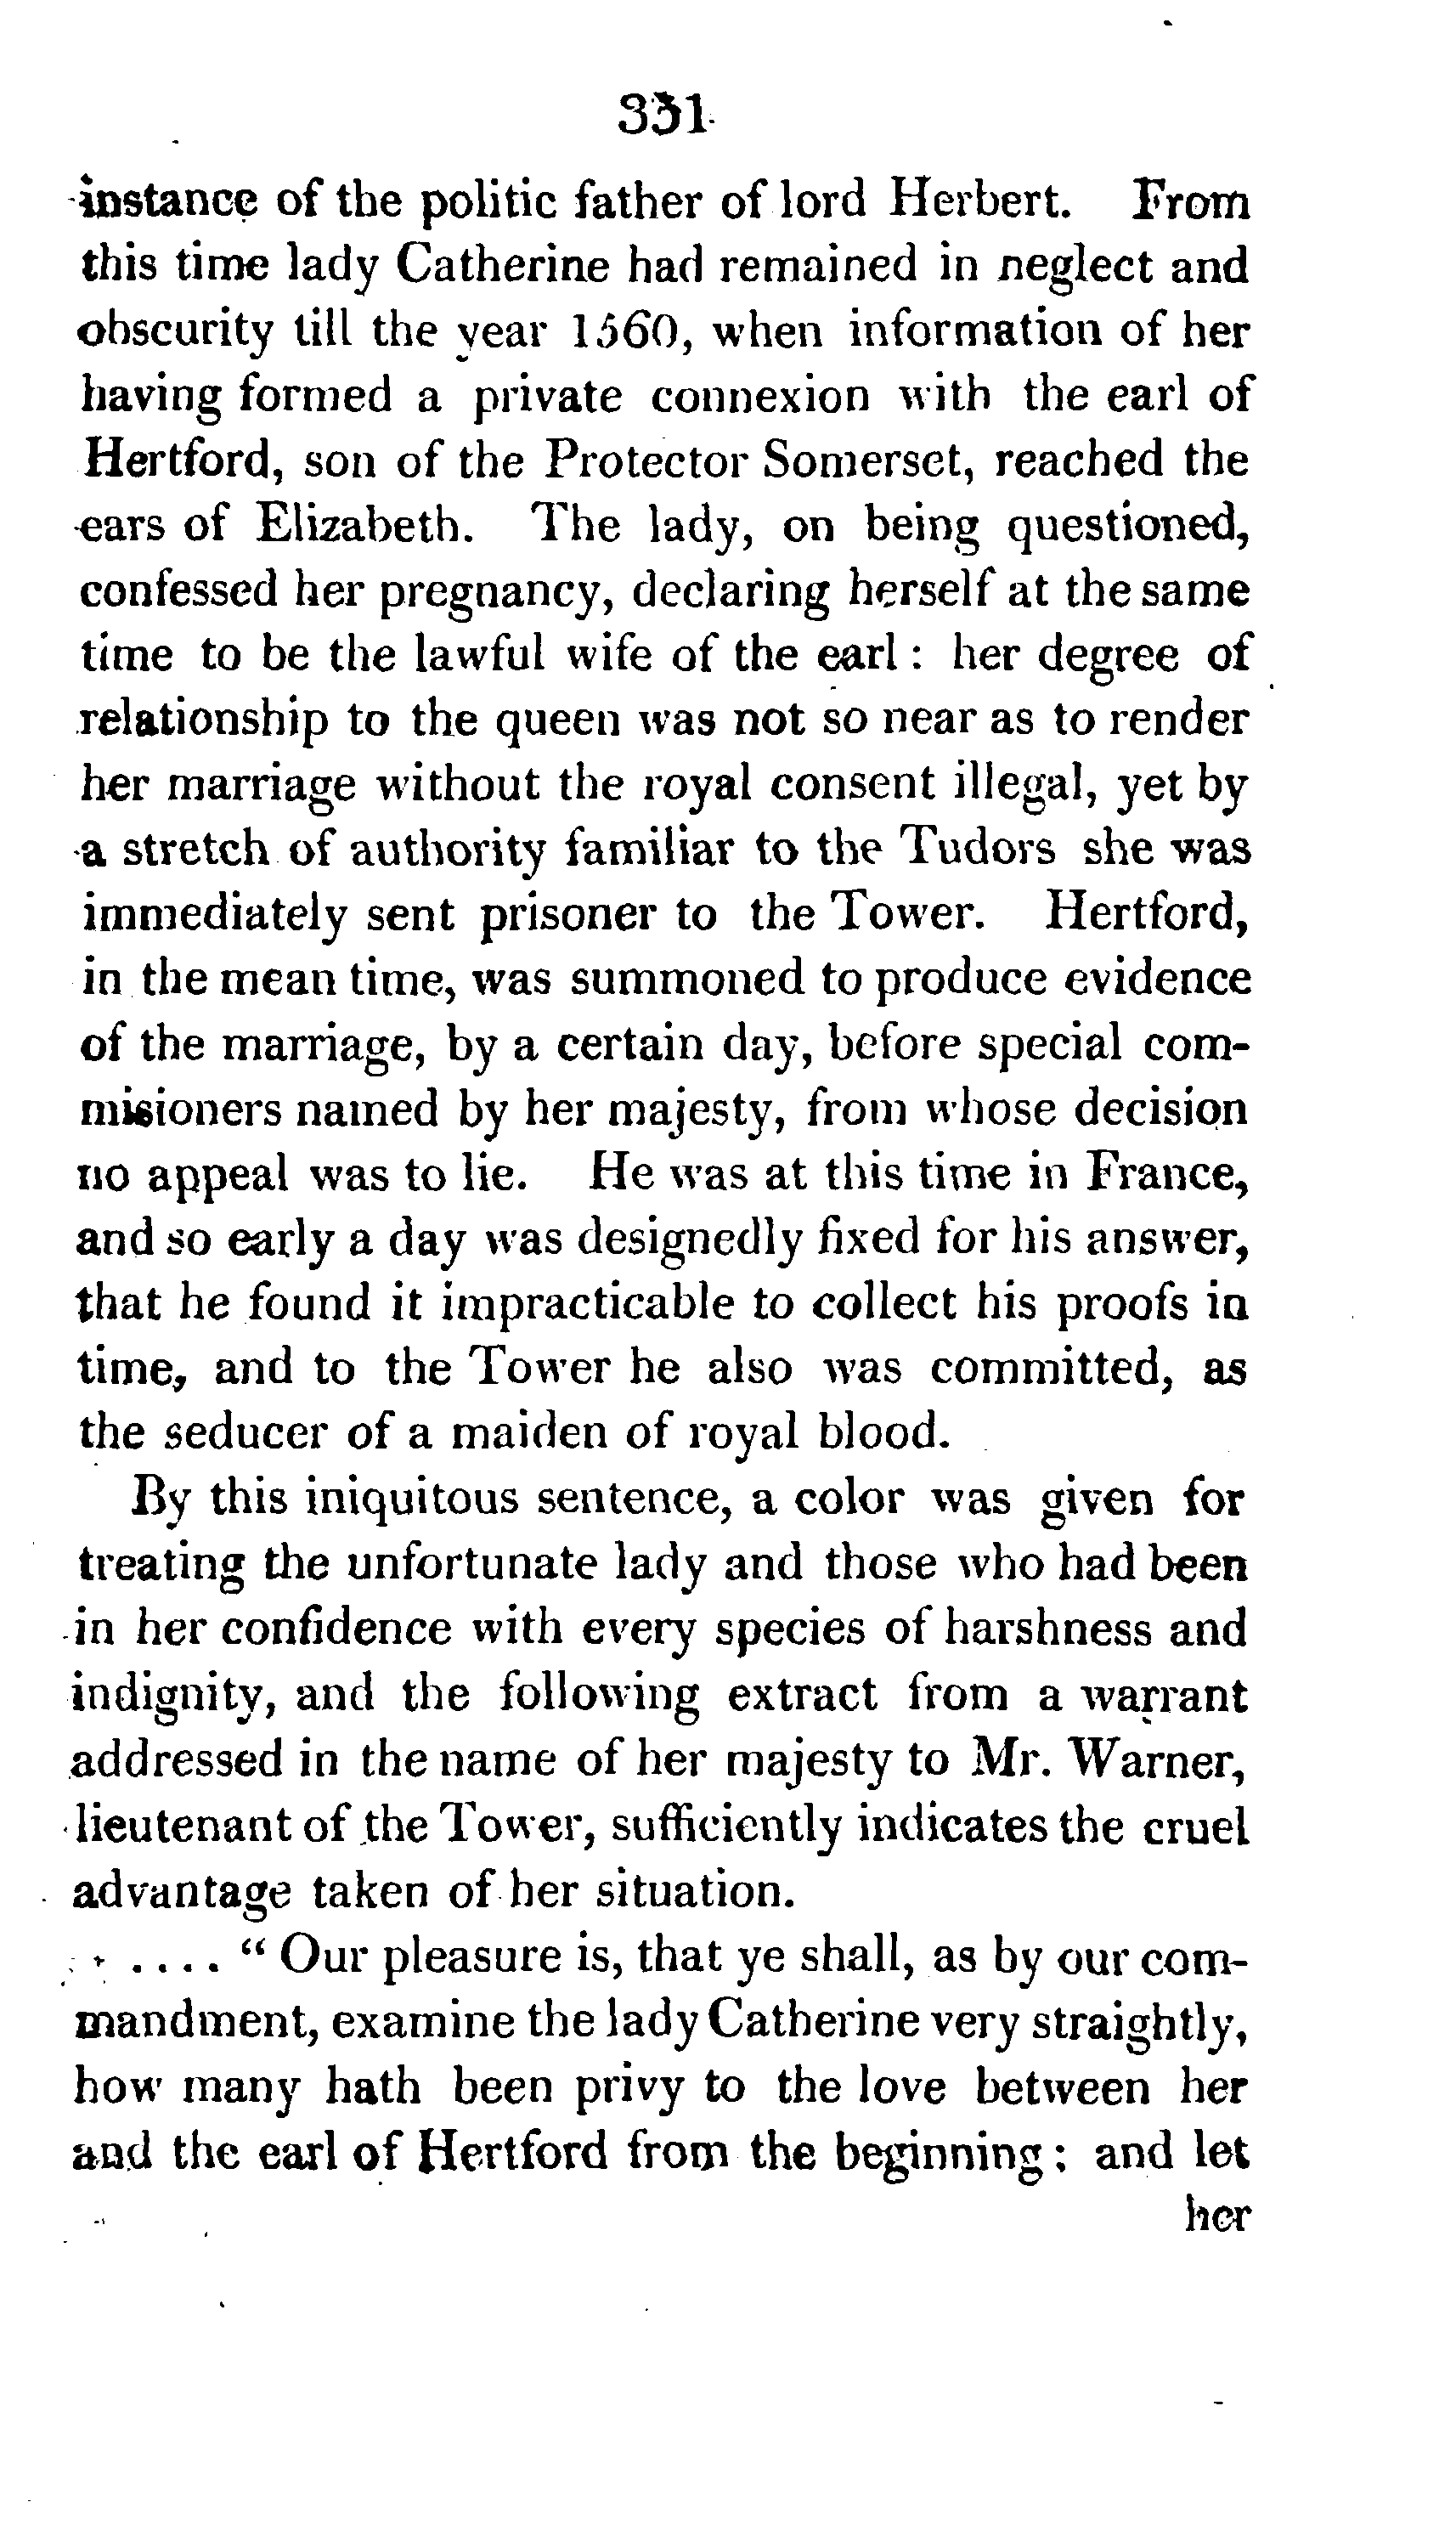 331
instance of the politic father of lord Herbert. From
this time lady Catherine had remained in neglect and
obscurity till the year 1560, when information of her
having formed a private connexion with the earl of
Hertford, son of the Protector Somerset, reached the
ears of Elizabeth. The lady, on being questioned,
confessed her pregnancy, declaring herself at the same
time to be the lawful wife of the earl : her degree of
relationship to the queen was not so near as to render
her marriage without the royal consent illegal, yet by
a stretch of authority familiar to the Tudors she was
immediately sent prisoner to the Tower. Hertford,
in the mean time, was summoned to produce evidence
of the marriage, by a certain day, before special com-
misioners named by her majesty, from whose decision
no appeal was to lie. He was at this time in France,
and so early a day was designedly fixed for his answer,
that he found it impracticable to collect his proofs in
time, and to the Tower he also was committed, as
the seducer of a maiden of royal blood.
By this iniquitous sentence, a color was given for
treating the unfortunate lady and those who had been
in her confidence with every species of harshness and
indignity, and the following extract from a warrant
addressed in the name of her majesty to Mr. Warner,
lieutenant of the Tower, sufficiently indicates the cruel
advantage taken of her situation.
.... " Our pleasure is, that ye shall, as by our com-
mandment, examine the lady Catherine very straightly,
how many hath been privy to the love between her
and the earl of Hertford from the beginning ; and let
her